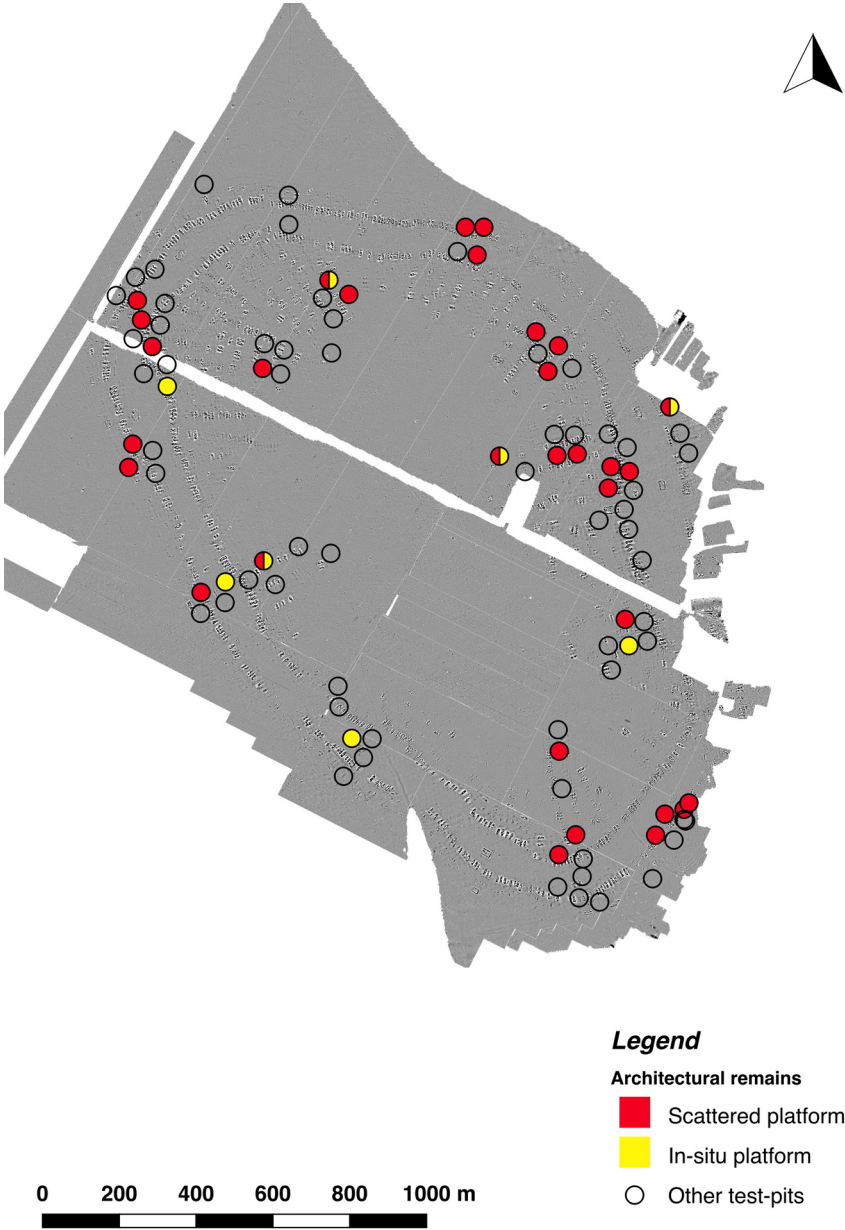 Legend
Architectural remains
Scattered platform
In-situ platform
Other test-pits
0 200 400 600 800 1000 m